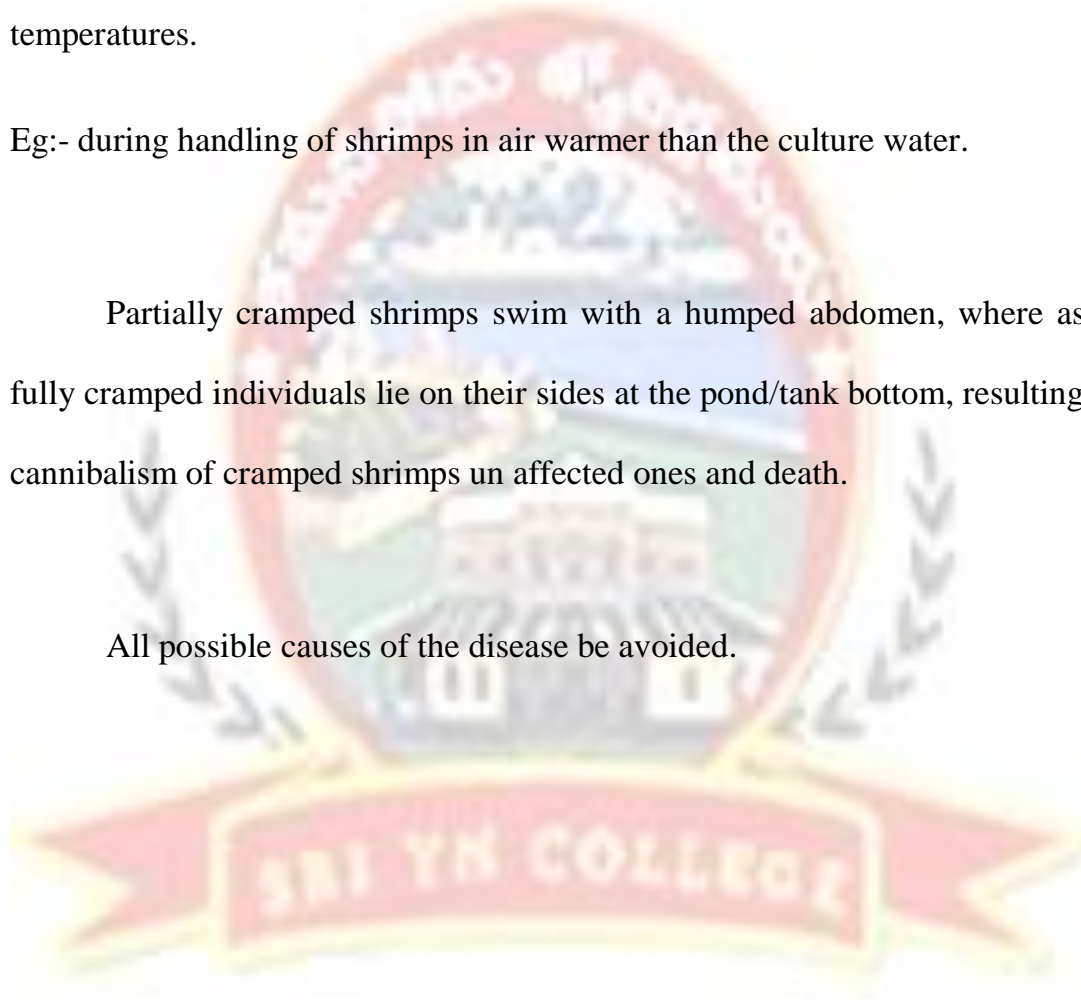 temperatures.
Eg:- during handling of shrimps in air warmer than the culture water.
Partially cramped shrimps swim with a humped abdomen, where as
fully cramped individuals lie on their sides at the pond/tank bottom, resulting
cannibalism of cramped shrimps un affected ones and death.
All possible causes of the disease be avoided.
SRI YN COLLEGE